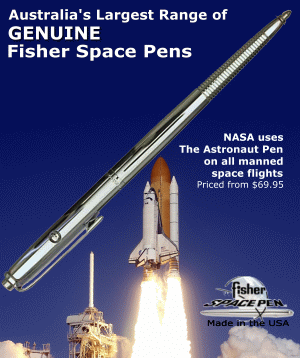 Australia's Largest Range of
GENUINE
Fisher Space Pens
NASA uses
The Astronaut Pen
on all manned
space flights
Priced from $69.95
fisher
SPACE PEN
Made in the USA